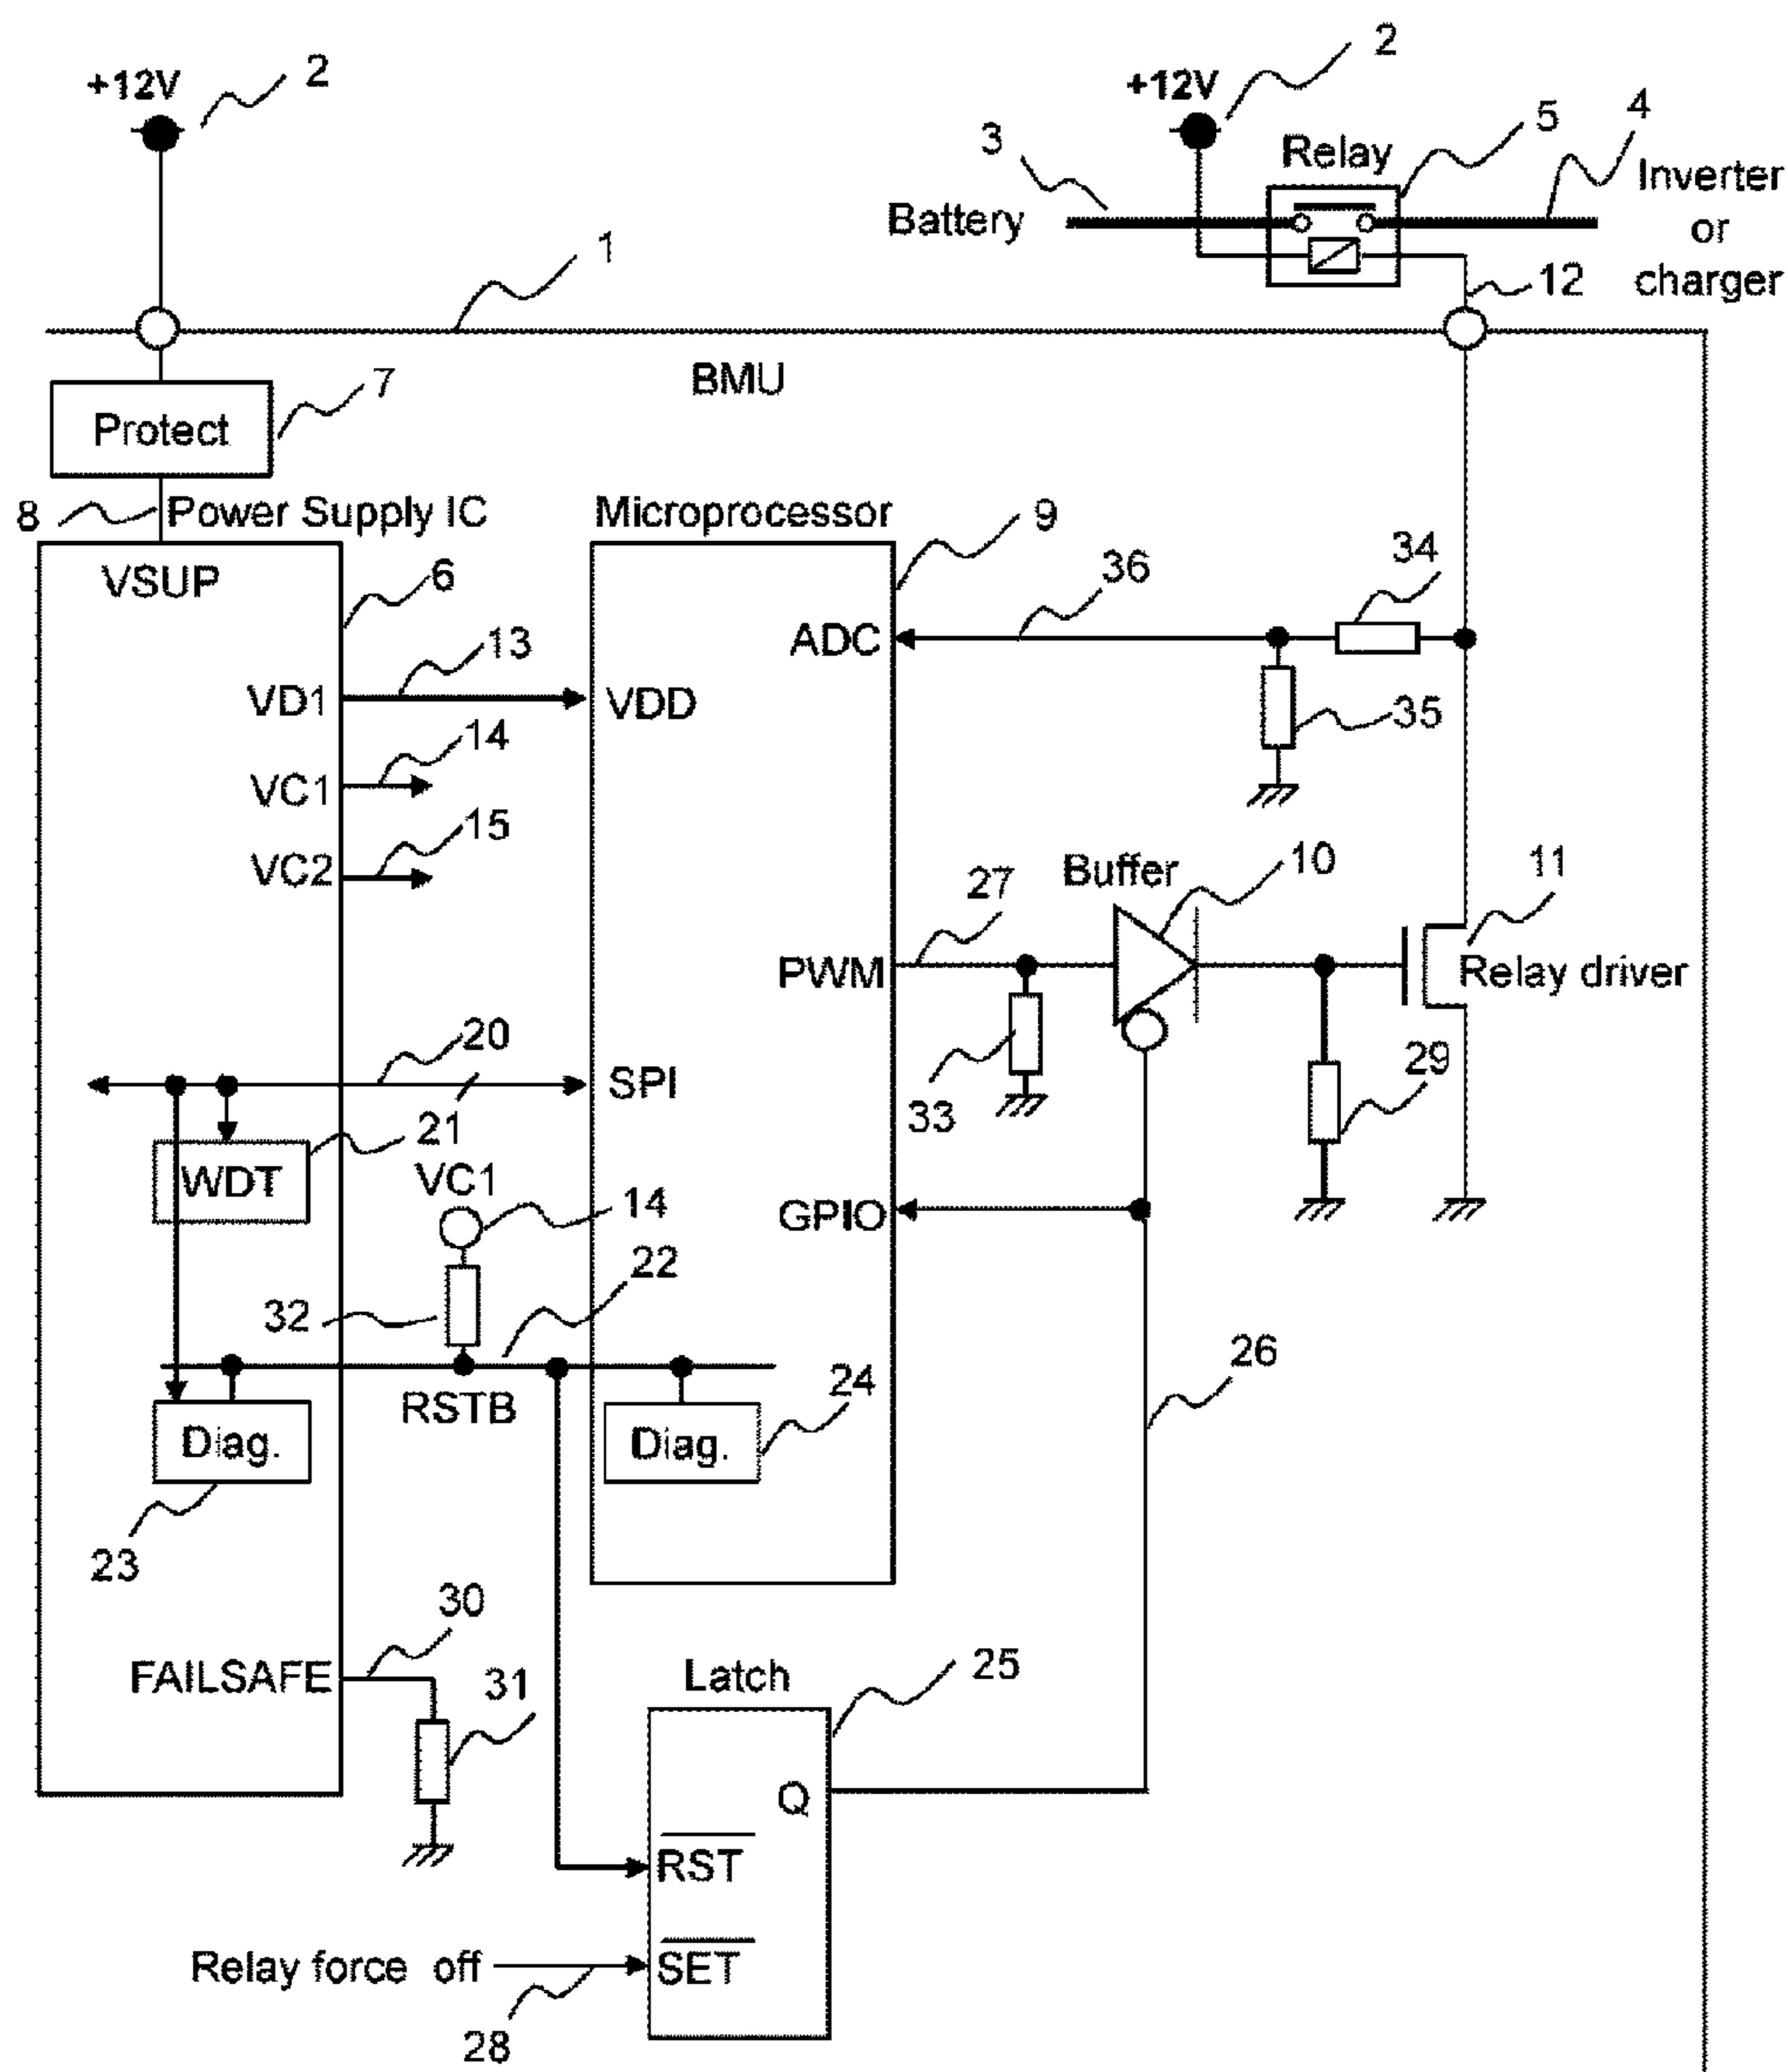 +12V
2
+12V
2
3
Relay
5
4
Inverter
or
charger
Battery
1
12
BMU
7
Protect
8
Power Supply IC
Microprocessor
9
VSUP
6
36
34
13
ADC
VD1
VDD
35
14
VC1
15
VC2
Buffer
10
11
27
PWM
Relay driver
20
SPI
33
29
21
WDT
VC1
14
GPIO
22
32
26
24
RSTB
Diag.
Diag.
23
30
FAILSAFE
31
Latch
25
Q
RST
Relay force off
SET
28